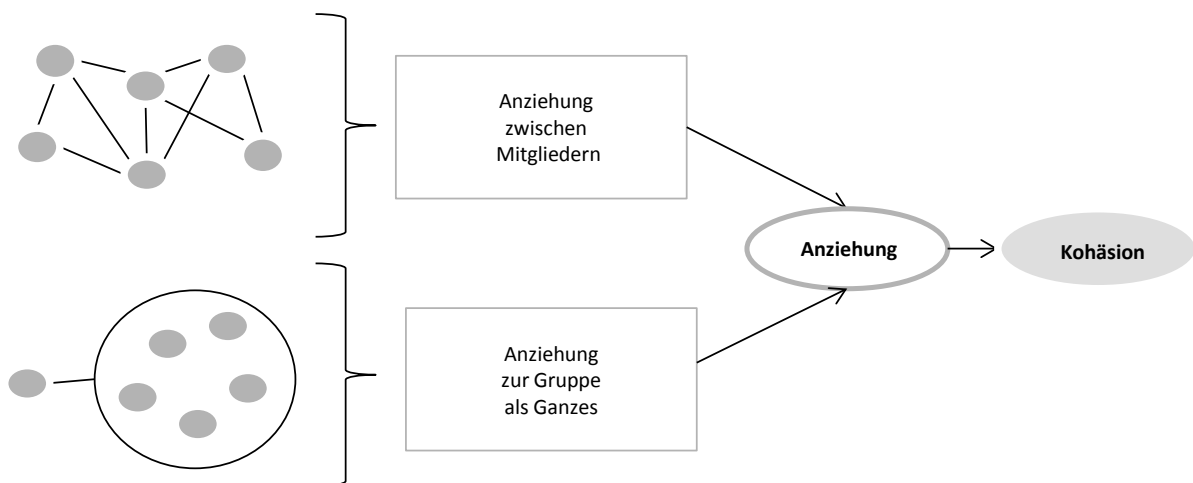 Anziehung
zwischen
Mitgliedern
Anziehung
Kohäsion
Anziehung
zur Gruppe
als Ganzes